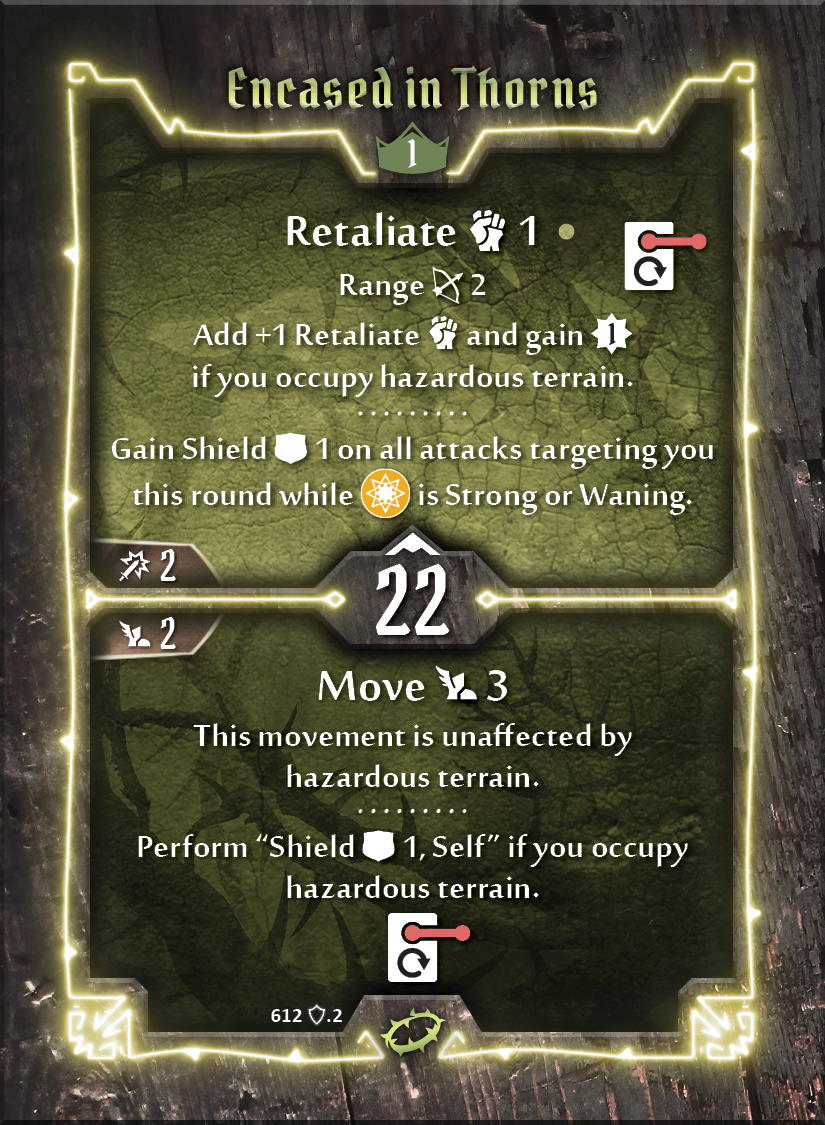 Encased in Thorns
1
Retaliate 1
Range 2
Add +1 Retaliate and gain 1
if you occupy hazardous terrain.
Gain Shield 1 on all attacks targeting you
this round while is Strong or Waning.
2
22
2
Move 3
This movement is unaffected by
hazardous terrain.
Perform “Shield 1, Self” if you occupy
hazardous terrain.
612 .2